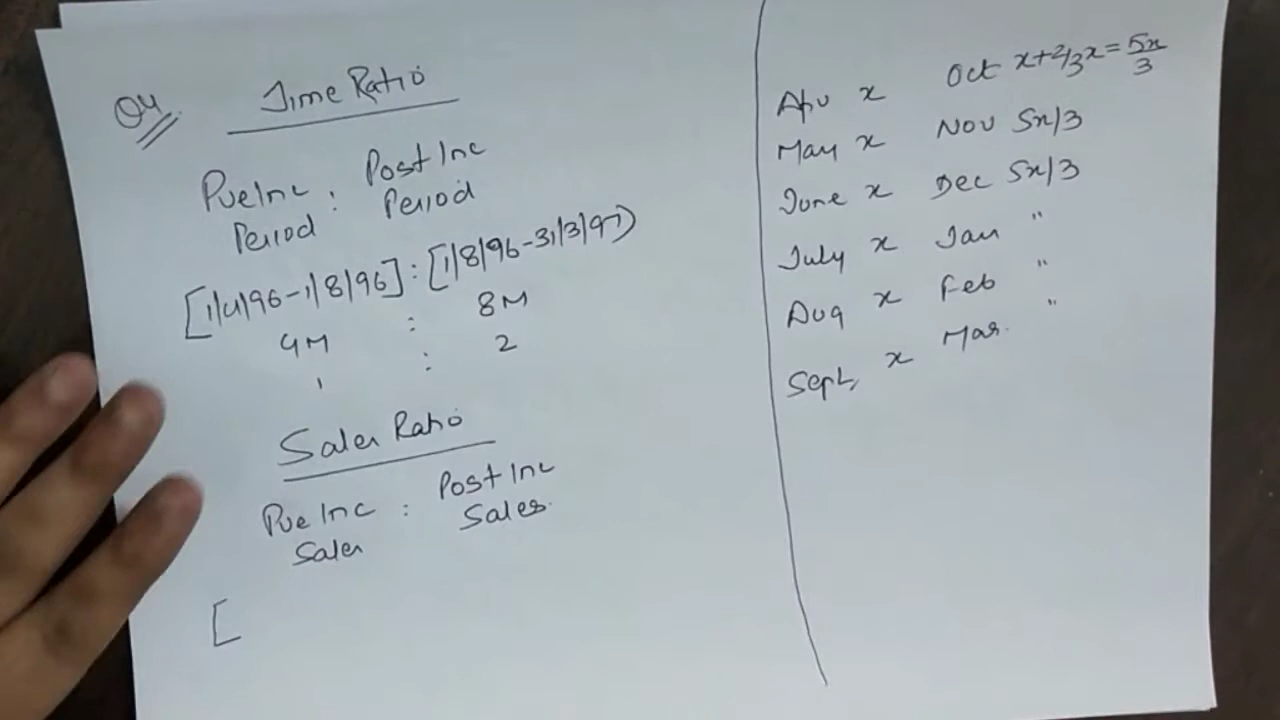 Q4
Time Ratio
Pre Inc Period : Post Inc Period
[1/4/96-1/8/96] : [1/8/96-31/3/97)
4M : 8M
1 : 2
Sales Ratio
Pre Inc Sales : Post Inc Sales.
[
Apr x Oct x+2/3x = 5x/3
May x Nov 5x/3
June x Dec 5x/3
July x Jan "
Aug x Feb "
Sept, x Mar. "